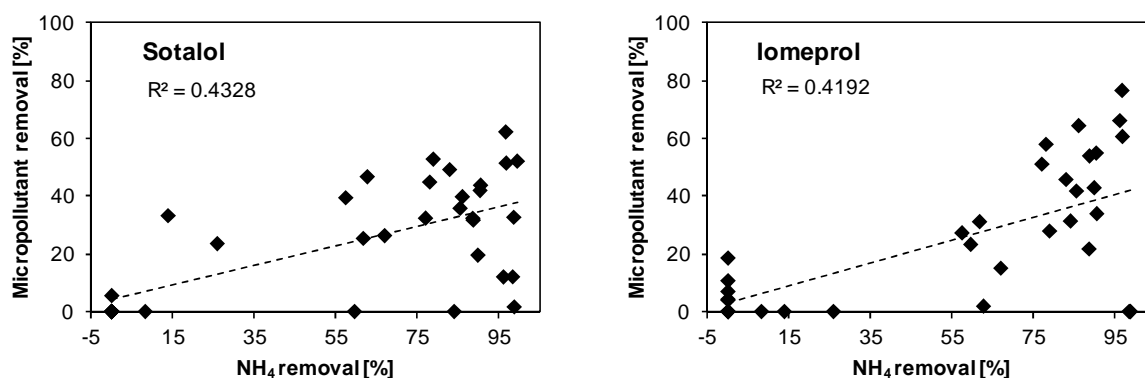 Micropollutant removal [%]
100
80
60
40
20
0
Sotalol
R² = 0.4328
-5 15 35 55 75 95
NH₄ removal [%]
Micropollutant removal [%]
100
80
60
40
20
0
Iomeprol
R² = 0.4192
-5 15 35 55 75 95
NH₄ removal [%]